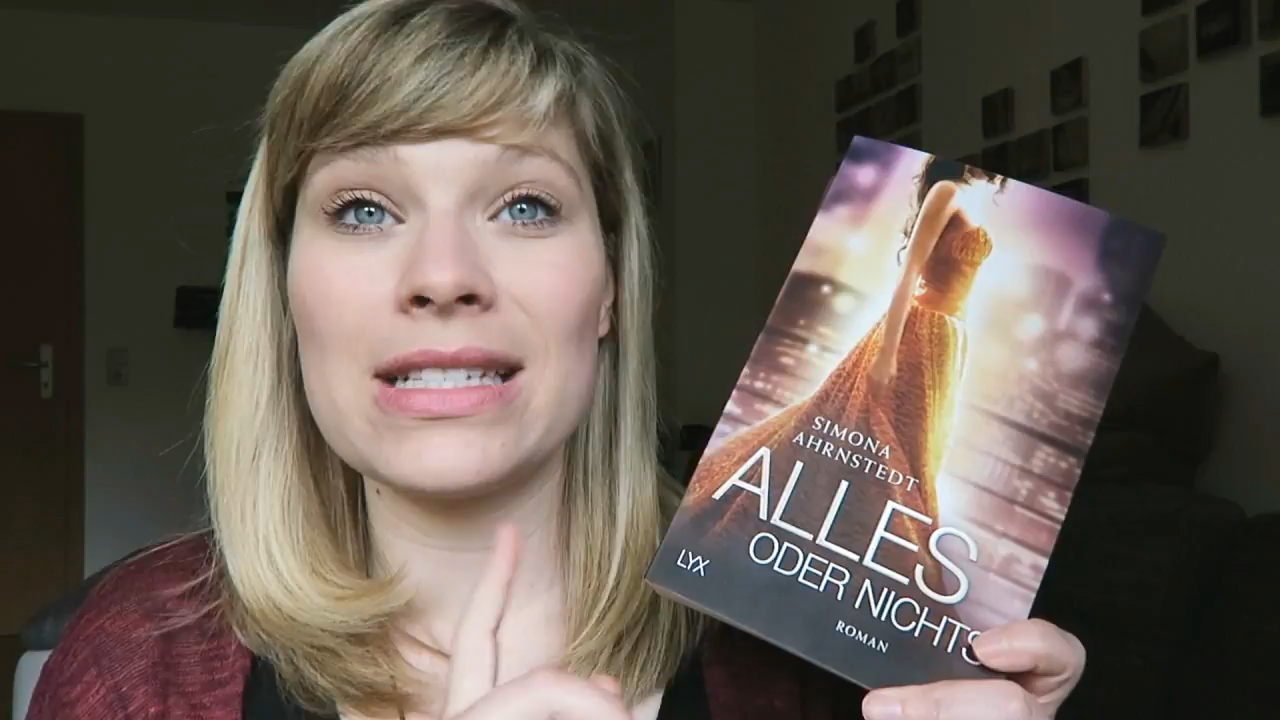 SIMONA
AHRNSTEDT
ALLES
ODER NICHTS
LYX
ROMAN